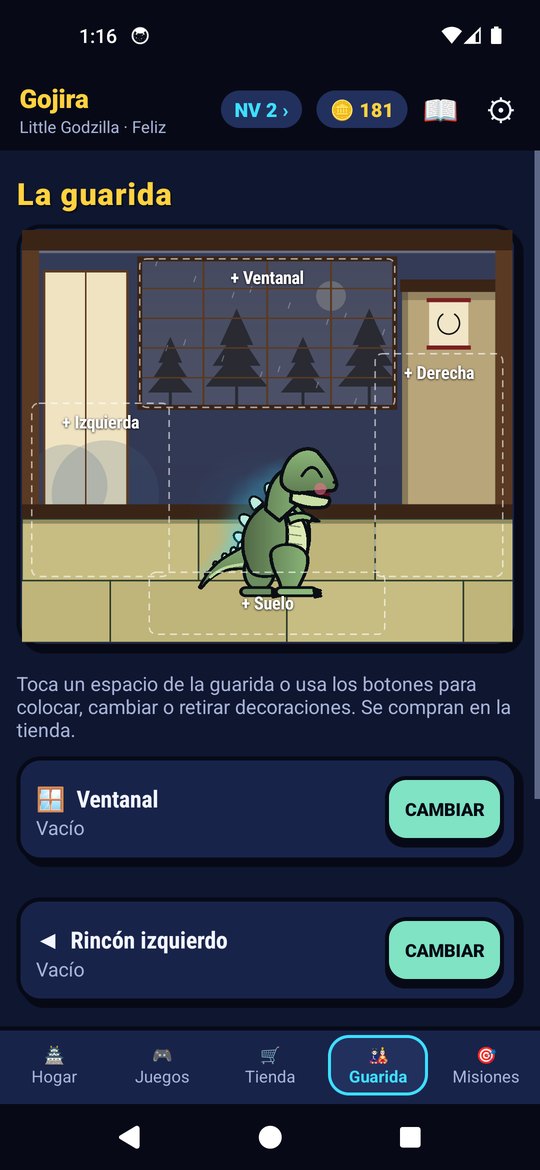 1:16
Gojira
Little Godzilla · Feliz
NV 2 ›
181
La guarida
+ Ventanal
+ Derecha
+ Izquierda
+ Suelo
Toca un espacio de la guarida o usa los botones para
colocar, cambiar o retirar decoraciones. Se compran en la
tienda.
Ventanal
Vacío
CAMBIAR
Rincón izquierdo
Vacío
CAMBIAR
Hogar
Juegos
Tienda
Guarida
Misiones